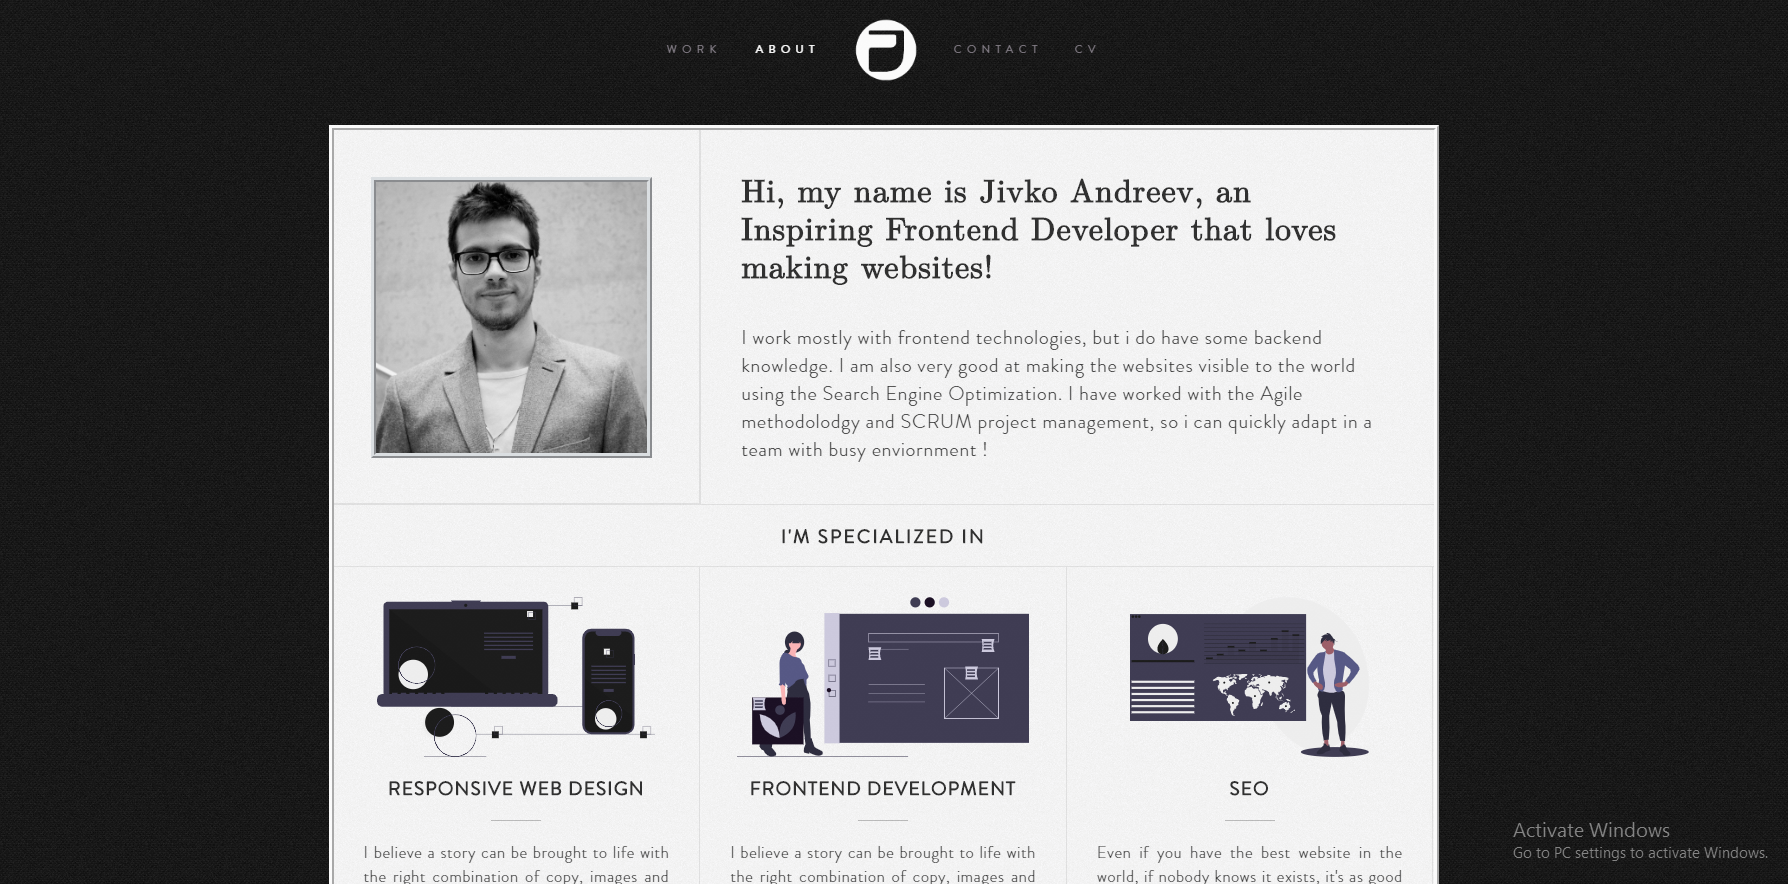 WORK ABOUT CONTACT CV
Hi, my name is Jivko Andreev, an
Inspiring Frontend Developer that loves
making websites!
I work mostly with frontend technologies, but i do have some backend
knowledge. I am also very good at making the websites visible to the world
using the Search Engine Optimization. I have worked with the Agile
methodolodgy and SCRUM project management, so i can quickly adapt in a
team with busy enviornment !
I'M SPECIALIZED IN
RESPONSIVE WEB DESIGN
I believe a story can be brought to life with
the right combination of copy, images and
FRONTEND DEVELOPMENT
I believe a story can be brought to life with
the right combination of copy, images and
SEO
Even if you have the best website in the
world, if nobody knows it exists, it's as good
Activate Windows
Go to PC settings to activate Windows.